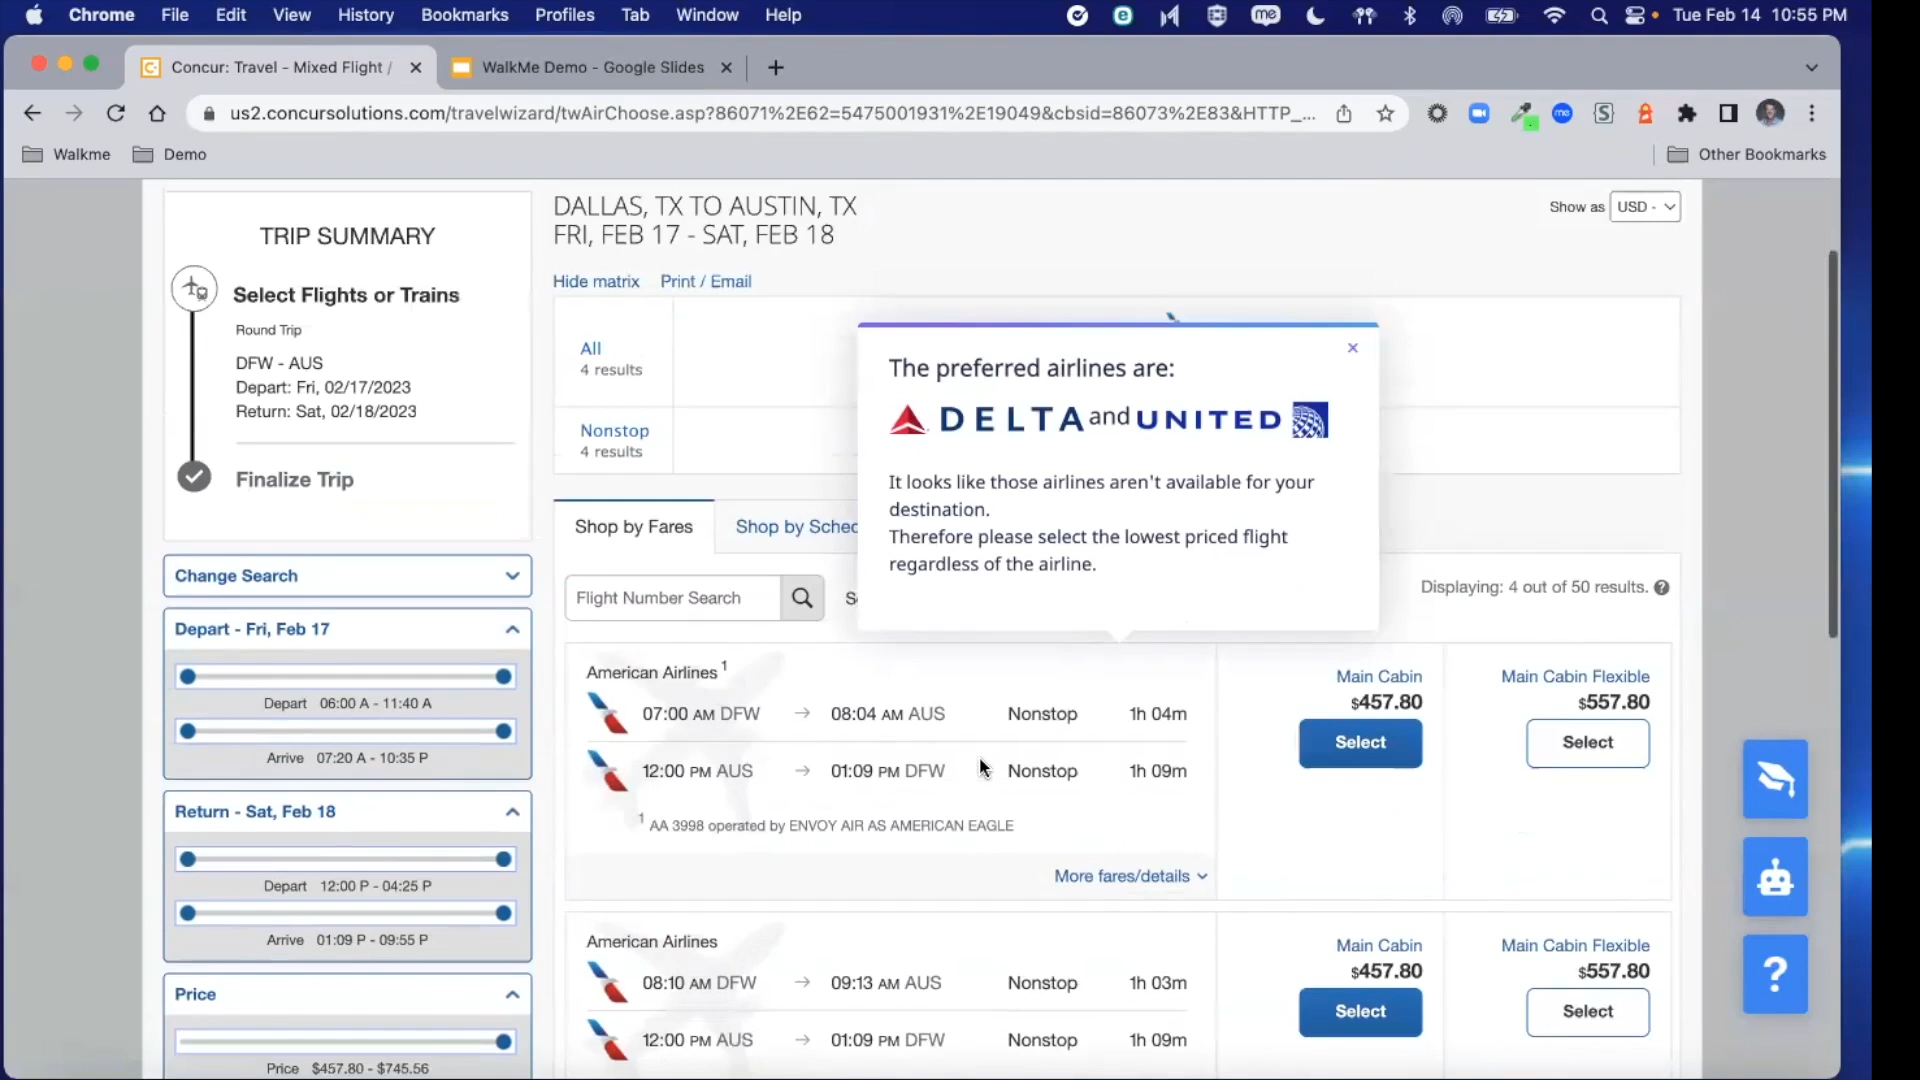 Chrome File Edit View History Bookmarks Profiles Tab Window Help
me
Tue Feb 14 10:55 PM
Concur: Travel - Mixed Flight /
WalkMe Demo - Google Slides
us2.concursolutions.com/travelwizard/twAirChoose.asp?86071%2E62=5475001931%2E19049&cbsid=86073%2E83&HTTP_...
Walkme
Demo
Other Bookmarks
TRIP SUMMARY
Select Flights or Trains
Round Trip
DFW - AUS
Depart: Fri, 02/17/2023
Return: Sat, 02/18/2023
Finalize Trip
Change Search
Depart - Fri, Feb 17
Depart 06:00 A - 11:40 A
Arrive 07:20 A - 10:35 P
Return - Sat, Feb 18
Depart 12:00 P - 04:25 P
Arrive 01:09 P - 09:55 P
Price
Price $457.80 - $745.56
DALLAS, TX TO AUSTIN, TX
FRI, FEB 17 - SAT, FEB 18
Show as USD -
Hide matrix Print / Email
All
4 results
Nonstop
4 results
The preferred airlines are:
DELTA and UNITED
It looks like those airlines aren't available for your
destination.
Therefore please select the lowest priced flight
regardless of the airline.
Shop by Fares
Shop by Sched
Flight Number Search
Displaying: 4 out of 50 results. ?
American Airlines 1
07:00 AM DFW → 08:04 AM AUS Nonstop 1h 04m
12:00 PM AUS → 01:09 PM DFW Nonstop 1h 09m
1 AA 3998 operated by ENVOY AIR AS AMERICAN EAGLE
More fares/details
Main Cabin
$457.80
Select
Main Cabin Flexible
$557.80
Select
American Airlines
08:10 AM DFW → 09:13 AM AUS Nonstop 1h 03m
12:00 PM AUS → 01:09 PM DFW Nonstop 1h 09m
Main Cabin
$457.80
Select
Main Cabin Flexible
$557.80
Select
?